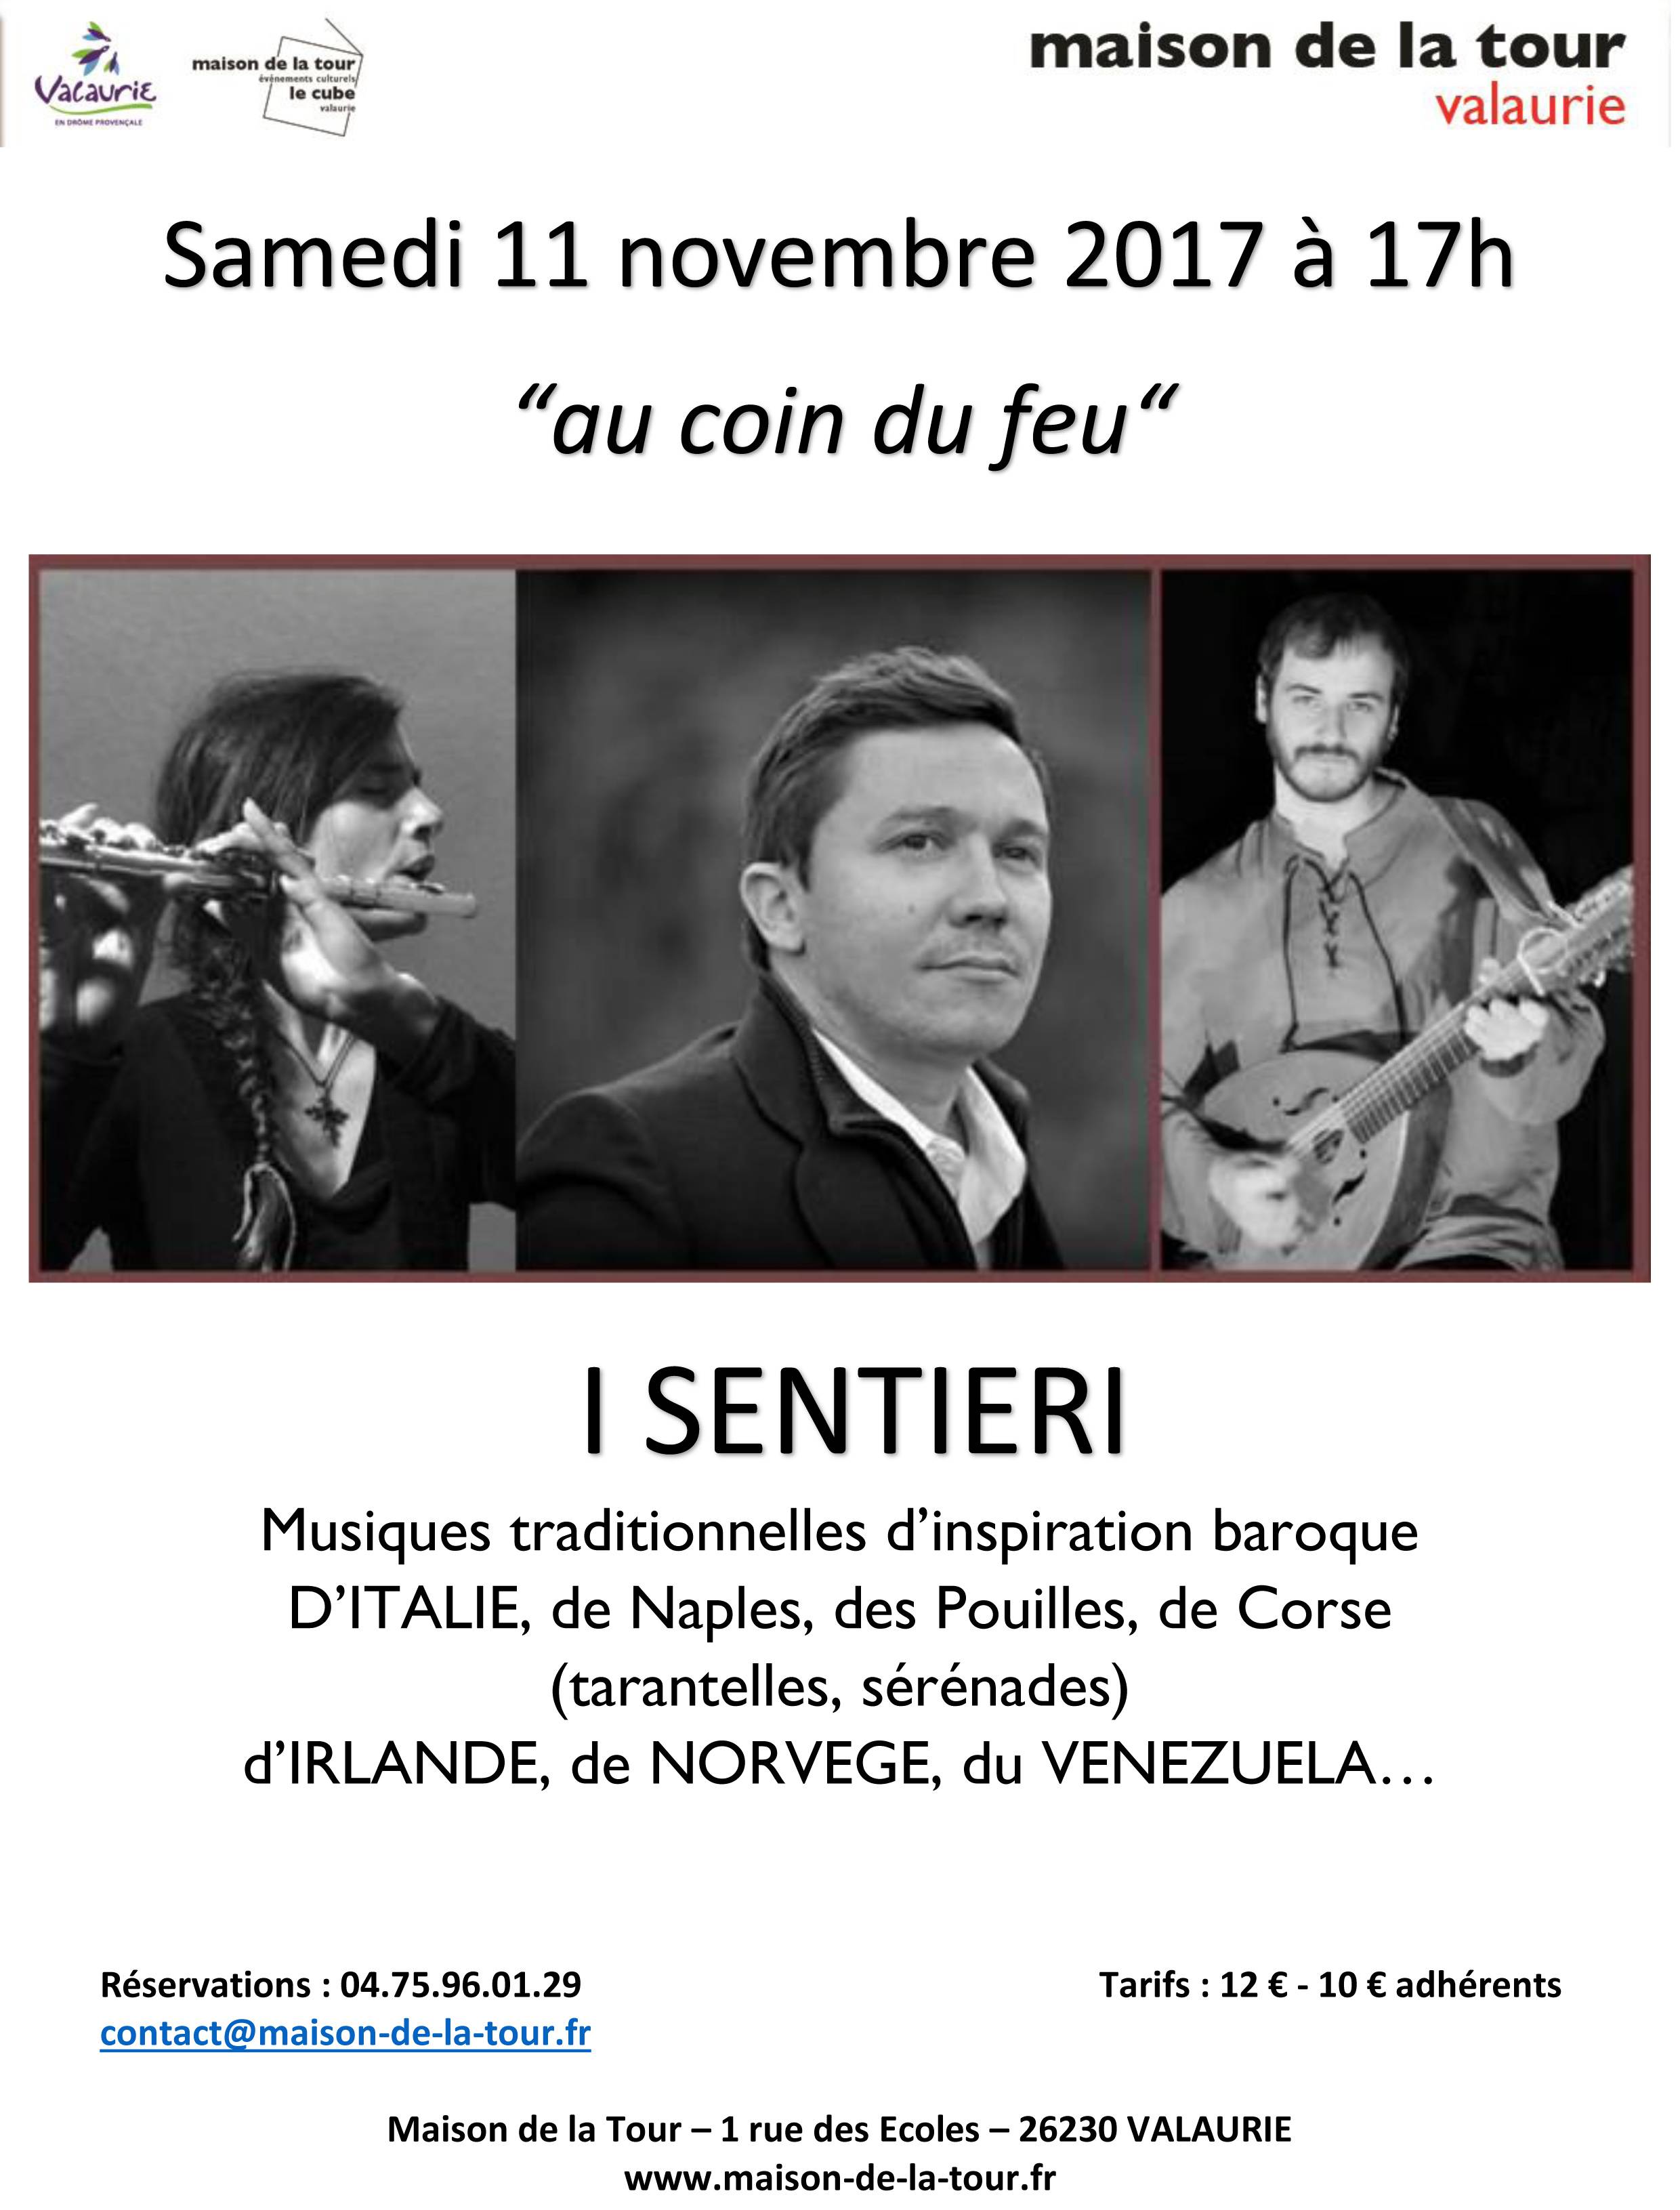 Valaurie
EN DRÔME PROVENÇALE
maison de la tour
événements culturels
le cube
valaurie
maison de la tour
valaurie
Samedi 11 novembre 2017 à 17h
“au coin du feu“
I SENTIERI
Musiques traditionnelles d’inspiration baroque
D’ITALIE, de Naples, des Pouilles, de Corse
(tarantelles, sérénades)
d’IRLANDE, de NORVEGE, du VENEZUELA…
Réservations : 04.75.96.01.29
Tarifs : 12 € - 10 € adhérents
contact@maison-de-la-tour.fr
Maison de la Tour – 1 rue des Ecoles – 26230 VALAURIE
www.maison-de-la-tour.fr